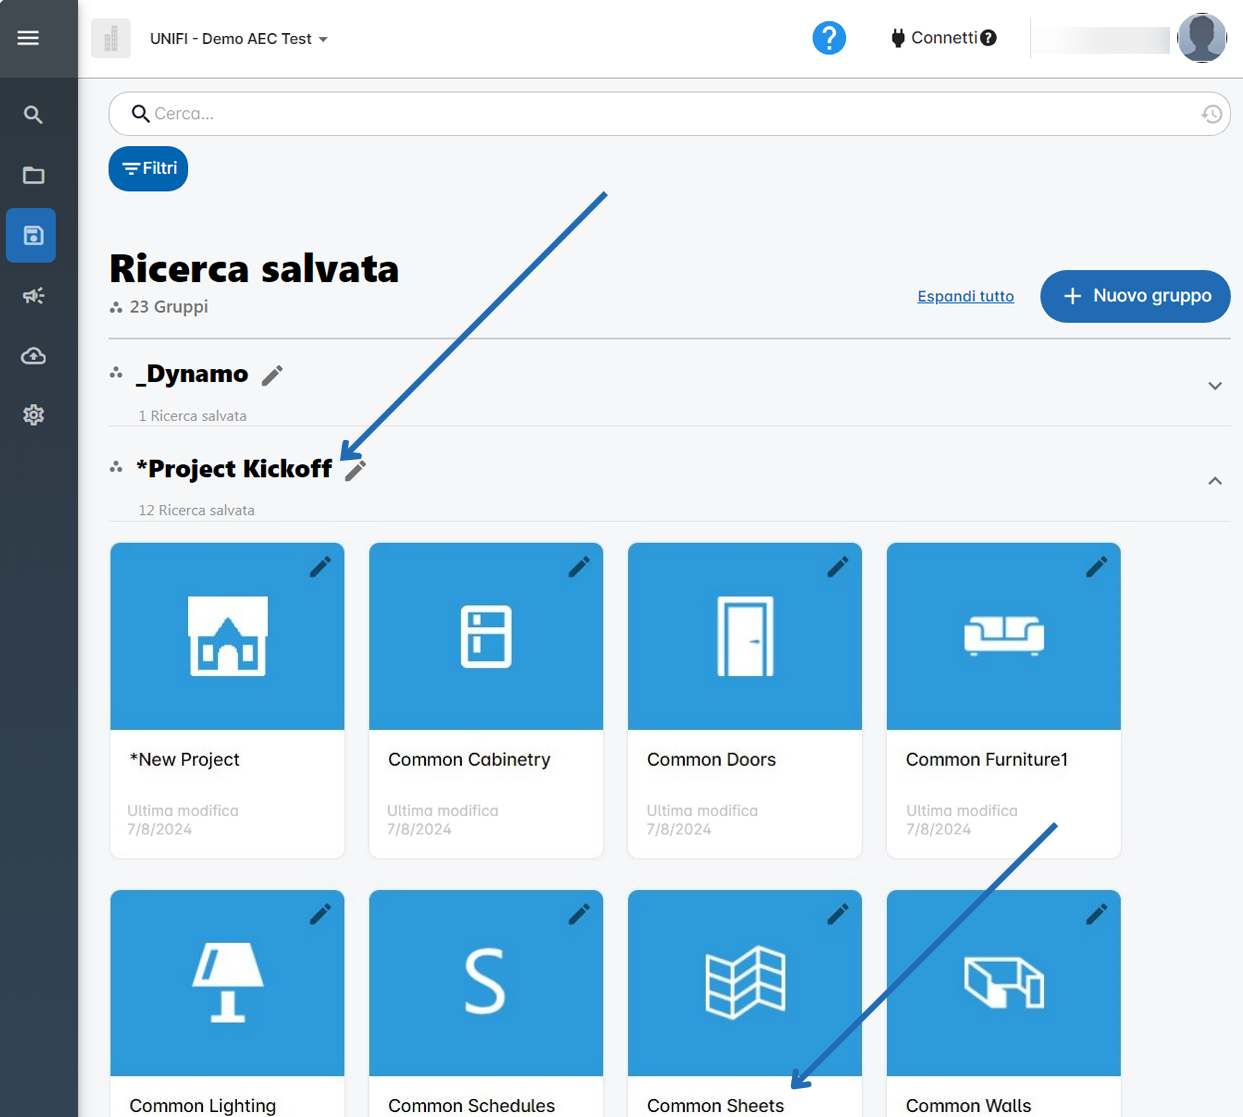 UNIFI - Demo AEC Test
?
Connetti ?
Cerca...
Filtri
Ricerca salvata
23 Gruppi
Espandi tutto
+ Nuovo gruppo
_Dynamo
1 Ricerca salvata
*Project Kickoff
12 Ricerca salvata
*New Project
Ultima modifica
7/8/2024
Common Cabinetry
Ultima modifica
7/8/2024
Common Doors
Ultima modifica
7/8/2024
Common Furniture1
Ultima modifica
7/8/2024
S
Common Lighting
Common Schedules
Common Sheets
Common Walls